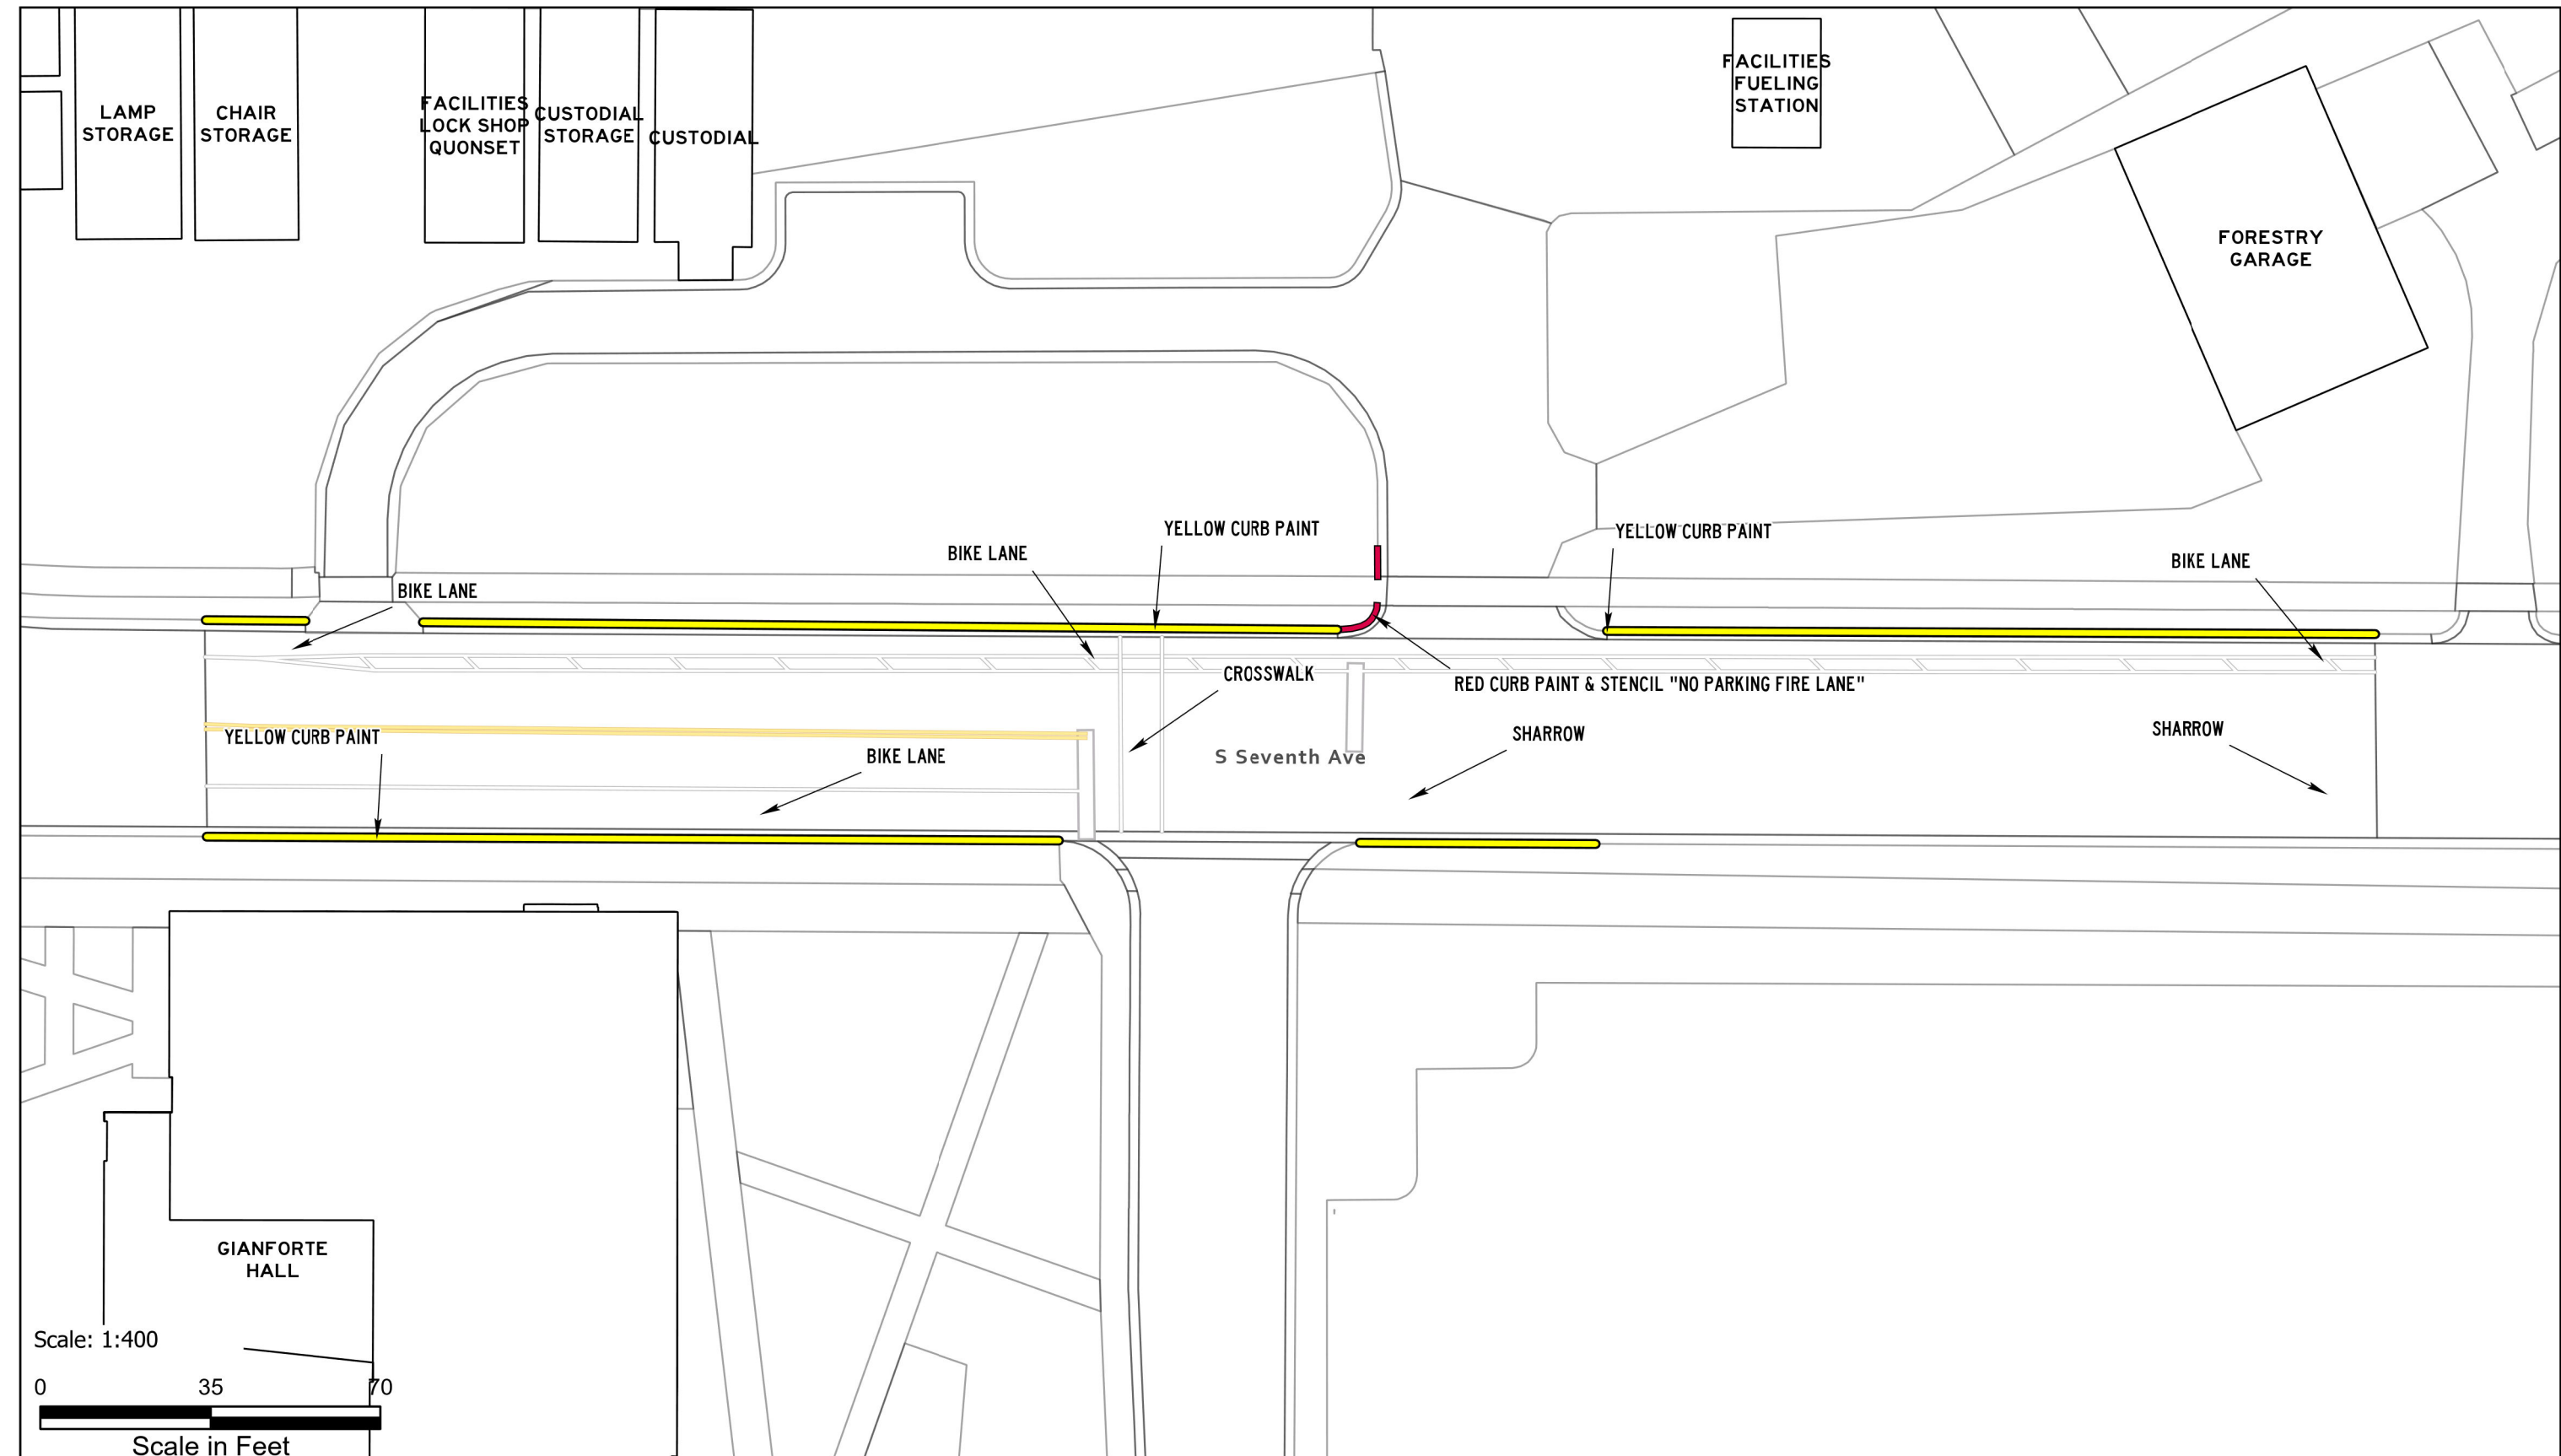 LAMP
STORAGE
CHAIR
STORAGE
FACILITIES
LOCK SHOP
QUONSET
CUSTODIAL
STORAGE
CUSTODIAL
FACILITIES
FUELING
STATION
FORESTRY
GARAGE
YELLOW CURB PAINT
YELLOW CURB PAINT
BIKE LANE
BIKE LANE
BIKE LANE
CROSSWALK
RED CURB PAINT & STENCIL "NO PARKING FIRE LANE"
YELLOW CURB PAINT
BIKE LANE
S Seventh Ave
SHARROW
SHARROW
GIANFORTE
HALL
Scale: 1:400
0 35 70
Scale in Feet